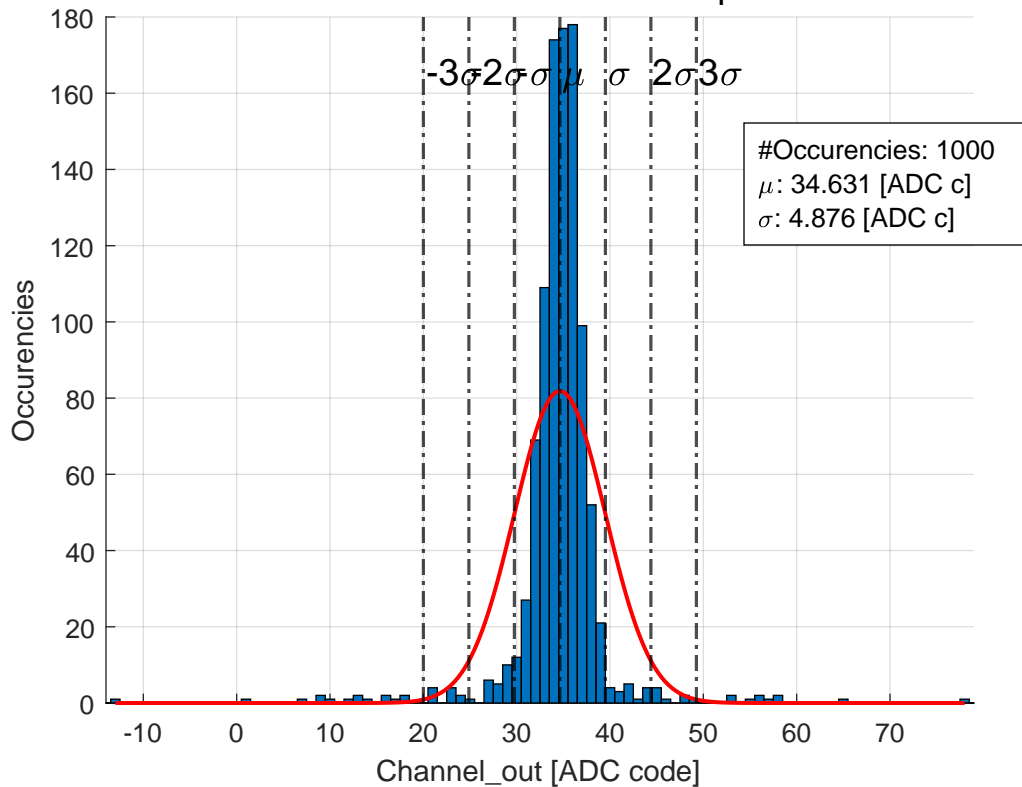 180
160
140
120
100
80
60
40
20
0
Occurencies
-3σ -2σ -σ μ σ 2σ 3σ
#Occurencies: 1000
μ: 34.631 [ADC c]
σ: 4.876 [ADC c]
-10 0 10 20 30 40 50 60 70
Channel_out [ADC code]